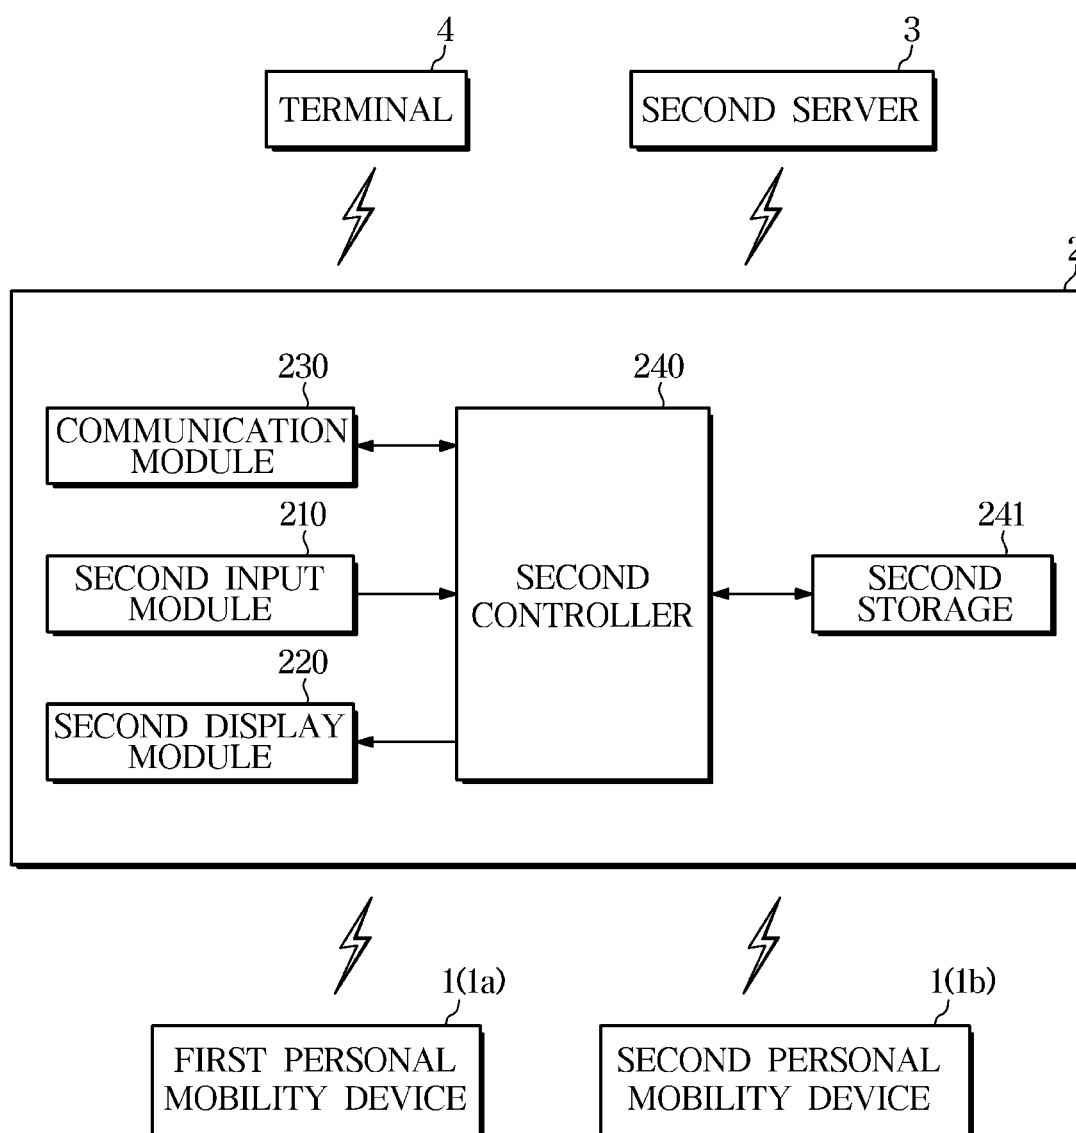 4
TERMINAL
3
SECOND SERVER
2
230
COMMUNICATION
MODULE
240
SECOND
CONTROLLER
210
SECOND INPUT
MODULE
241
SECOND
STORAGE
220
SECOND DISPLAY
MODULE
1(1a)
FIRST PERSONAL
MOBILITY DEVICE
1(1b)
SECOND PERSONAL
MOBILITY DEVICE